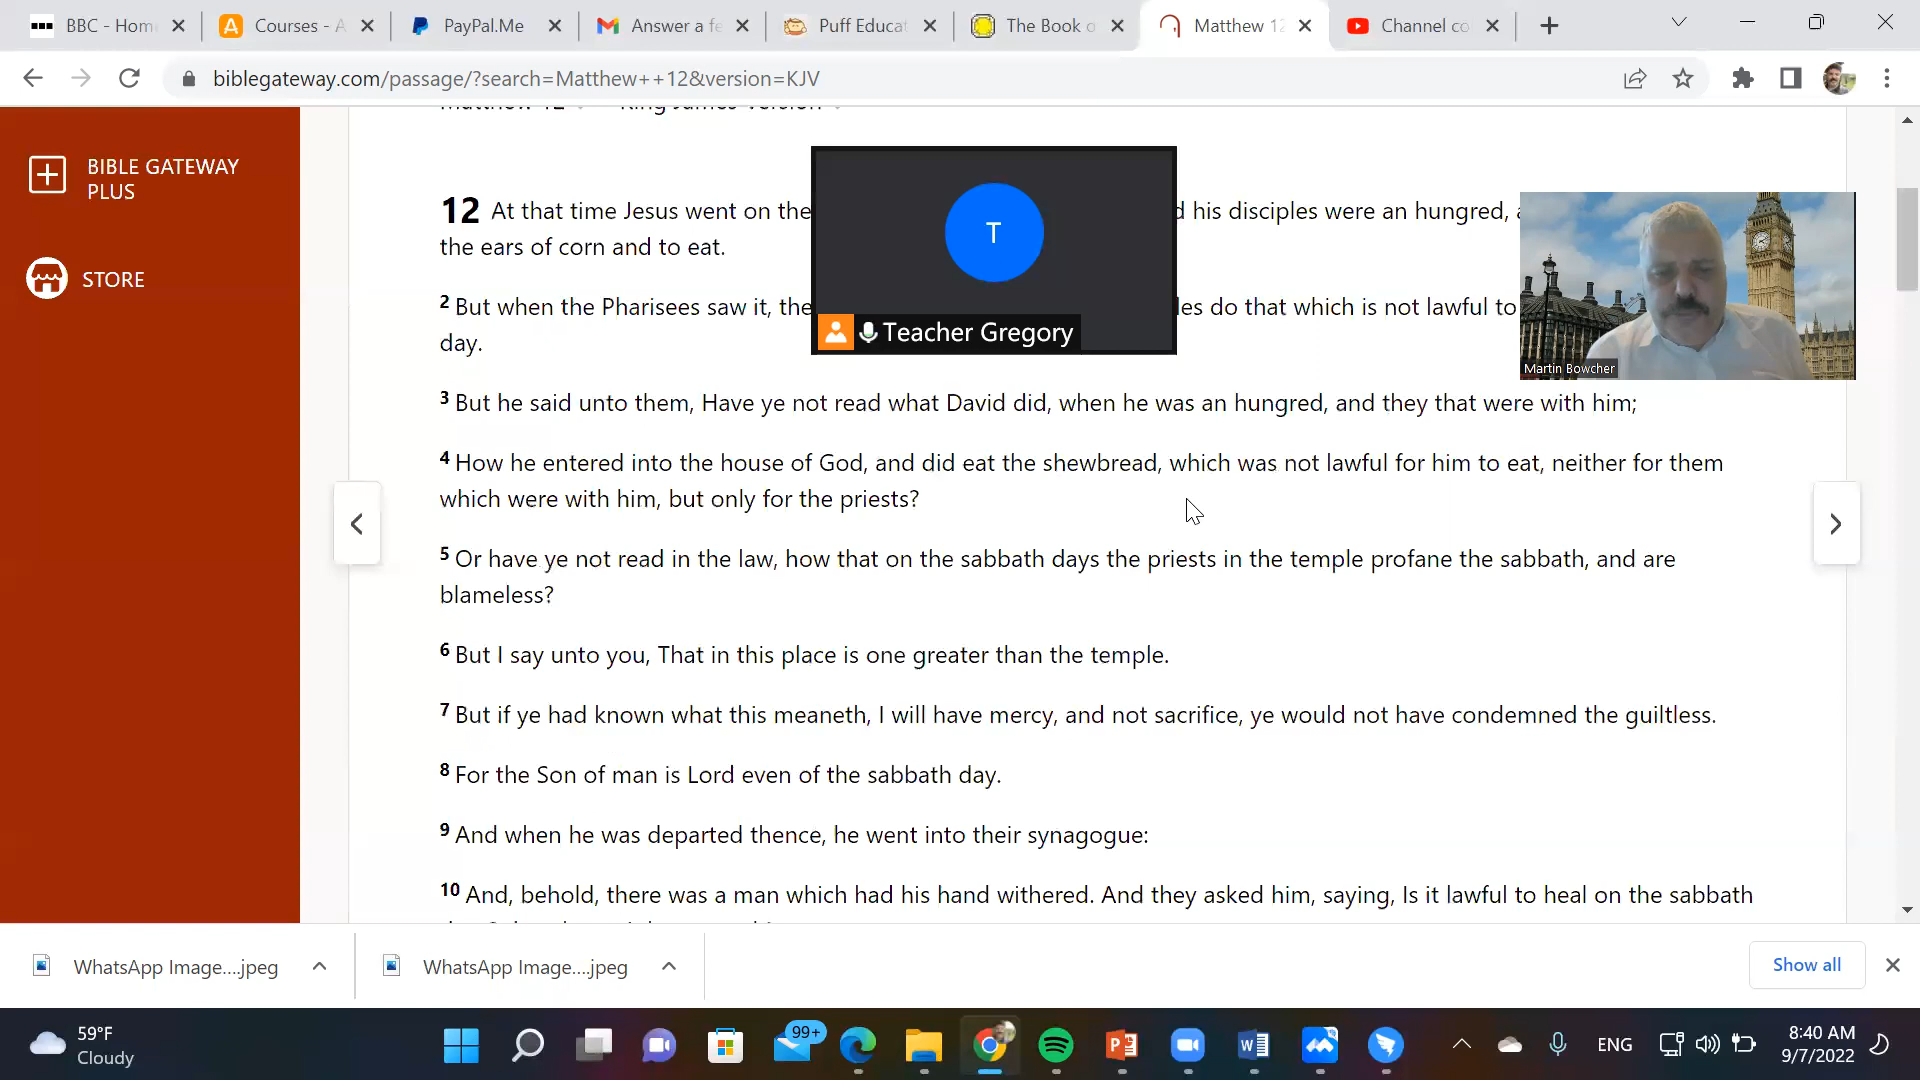 BBC - Hom
Courses - A
PayPal.Me
Answer a fe
Puff Educat
The Book o
Matthew 12
Channel co
biblegateway.com/passage/?search=Matthew++12&version=KJV
BIBLE GATEWAY
PLUS
STORE
12 At that time Jesus went on the
d his disciples were an hungred,
the ears of corn and to eat.
2 But when the Pharisees saw it, the
les do that which is not lawful to
day.
T
Teacher Gregory
Martin Bowcher
3 But he said unto them, Have ye not read what David did, when he was an hungred, and they that were with him;
4 How he entered into the house of God, and did eat the shewbread, which was not lawful for him to eat, neither for them
which were with him, but only for the priests?
5 Or have ye not read in the law, how that on the sabbath days the priests in the temple profane the sabbath, and are
blameless?
6 But I say unto you, That in this place is one greater than the temple.
7 But if ye had known what this meaneth, I will have mercy, and not sacrifice, ye would not have condemned the guiltless.
8 For the Son of man is Lord even of the sabbath day.
9 And when he was departed thence, he went into their synagogue:
10 And, behold, there was a man which had his hand withered. And they asked him, saying, Is it lawful to heal on the sabbath
WhatsApp Image....jpeg
WhatsApp Image....jpeg
Show all
59°F
Cloudy
99+
ENG
8:40 AM
9/7/2022